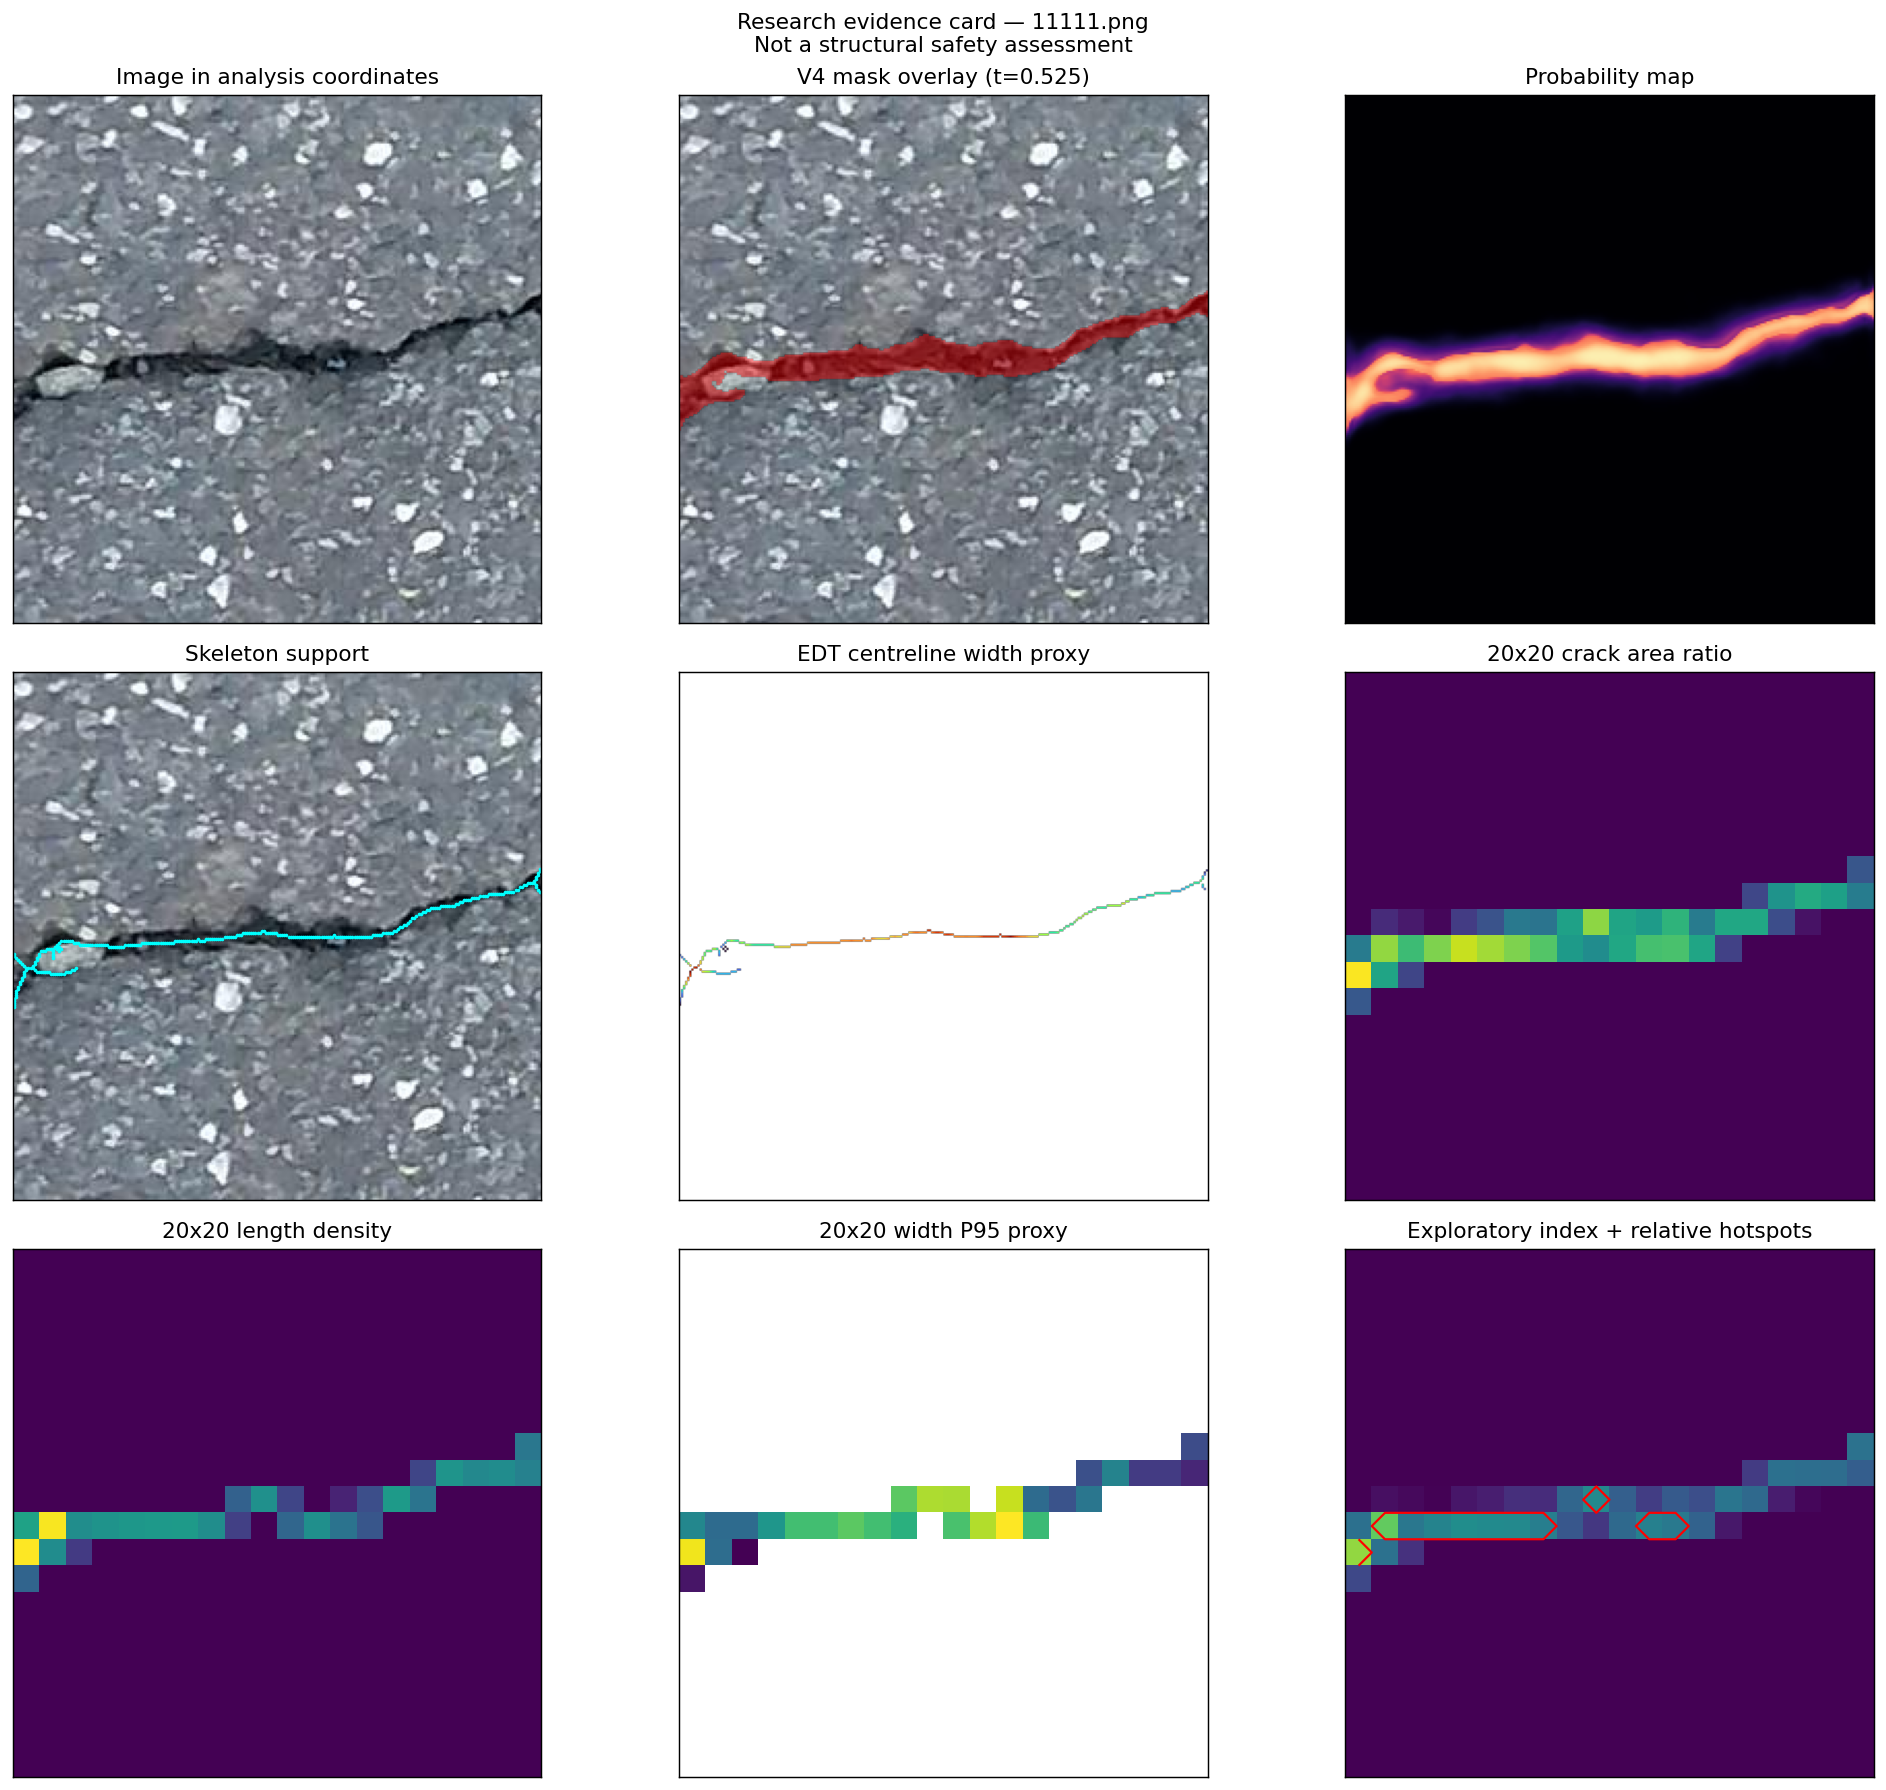 Research evidence card — 11111.png
Not a structural safety assessment
Image in analysis coordinates
V4 mask overlay (t=0.525)
Probability map
Skeleton support
EDT centreline width proxy
20x20 crack area ratio
20x20 length density
20x20 width P95 proxy
Exploratory index + relative hotspots